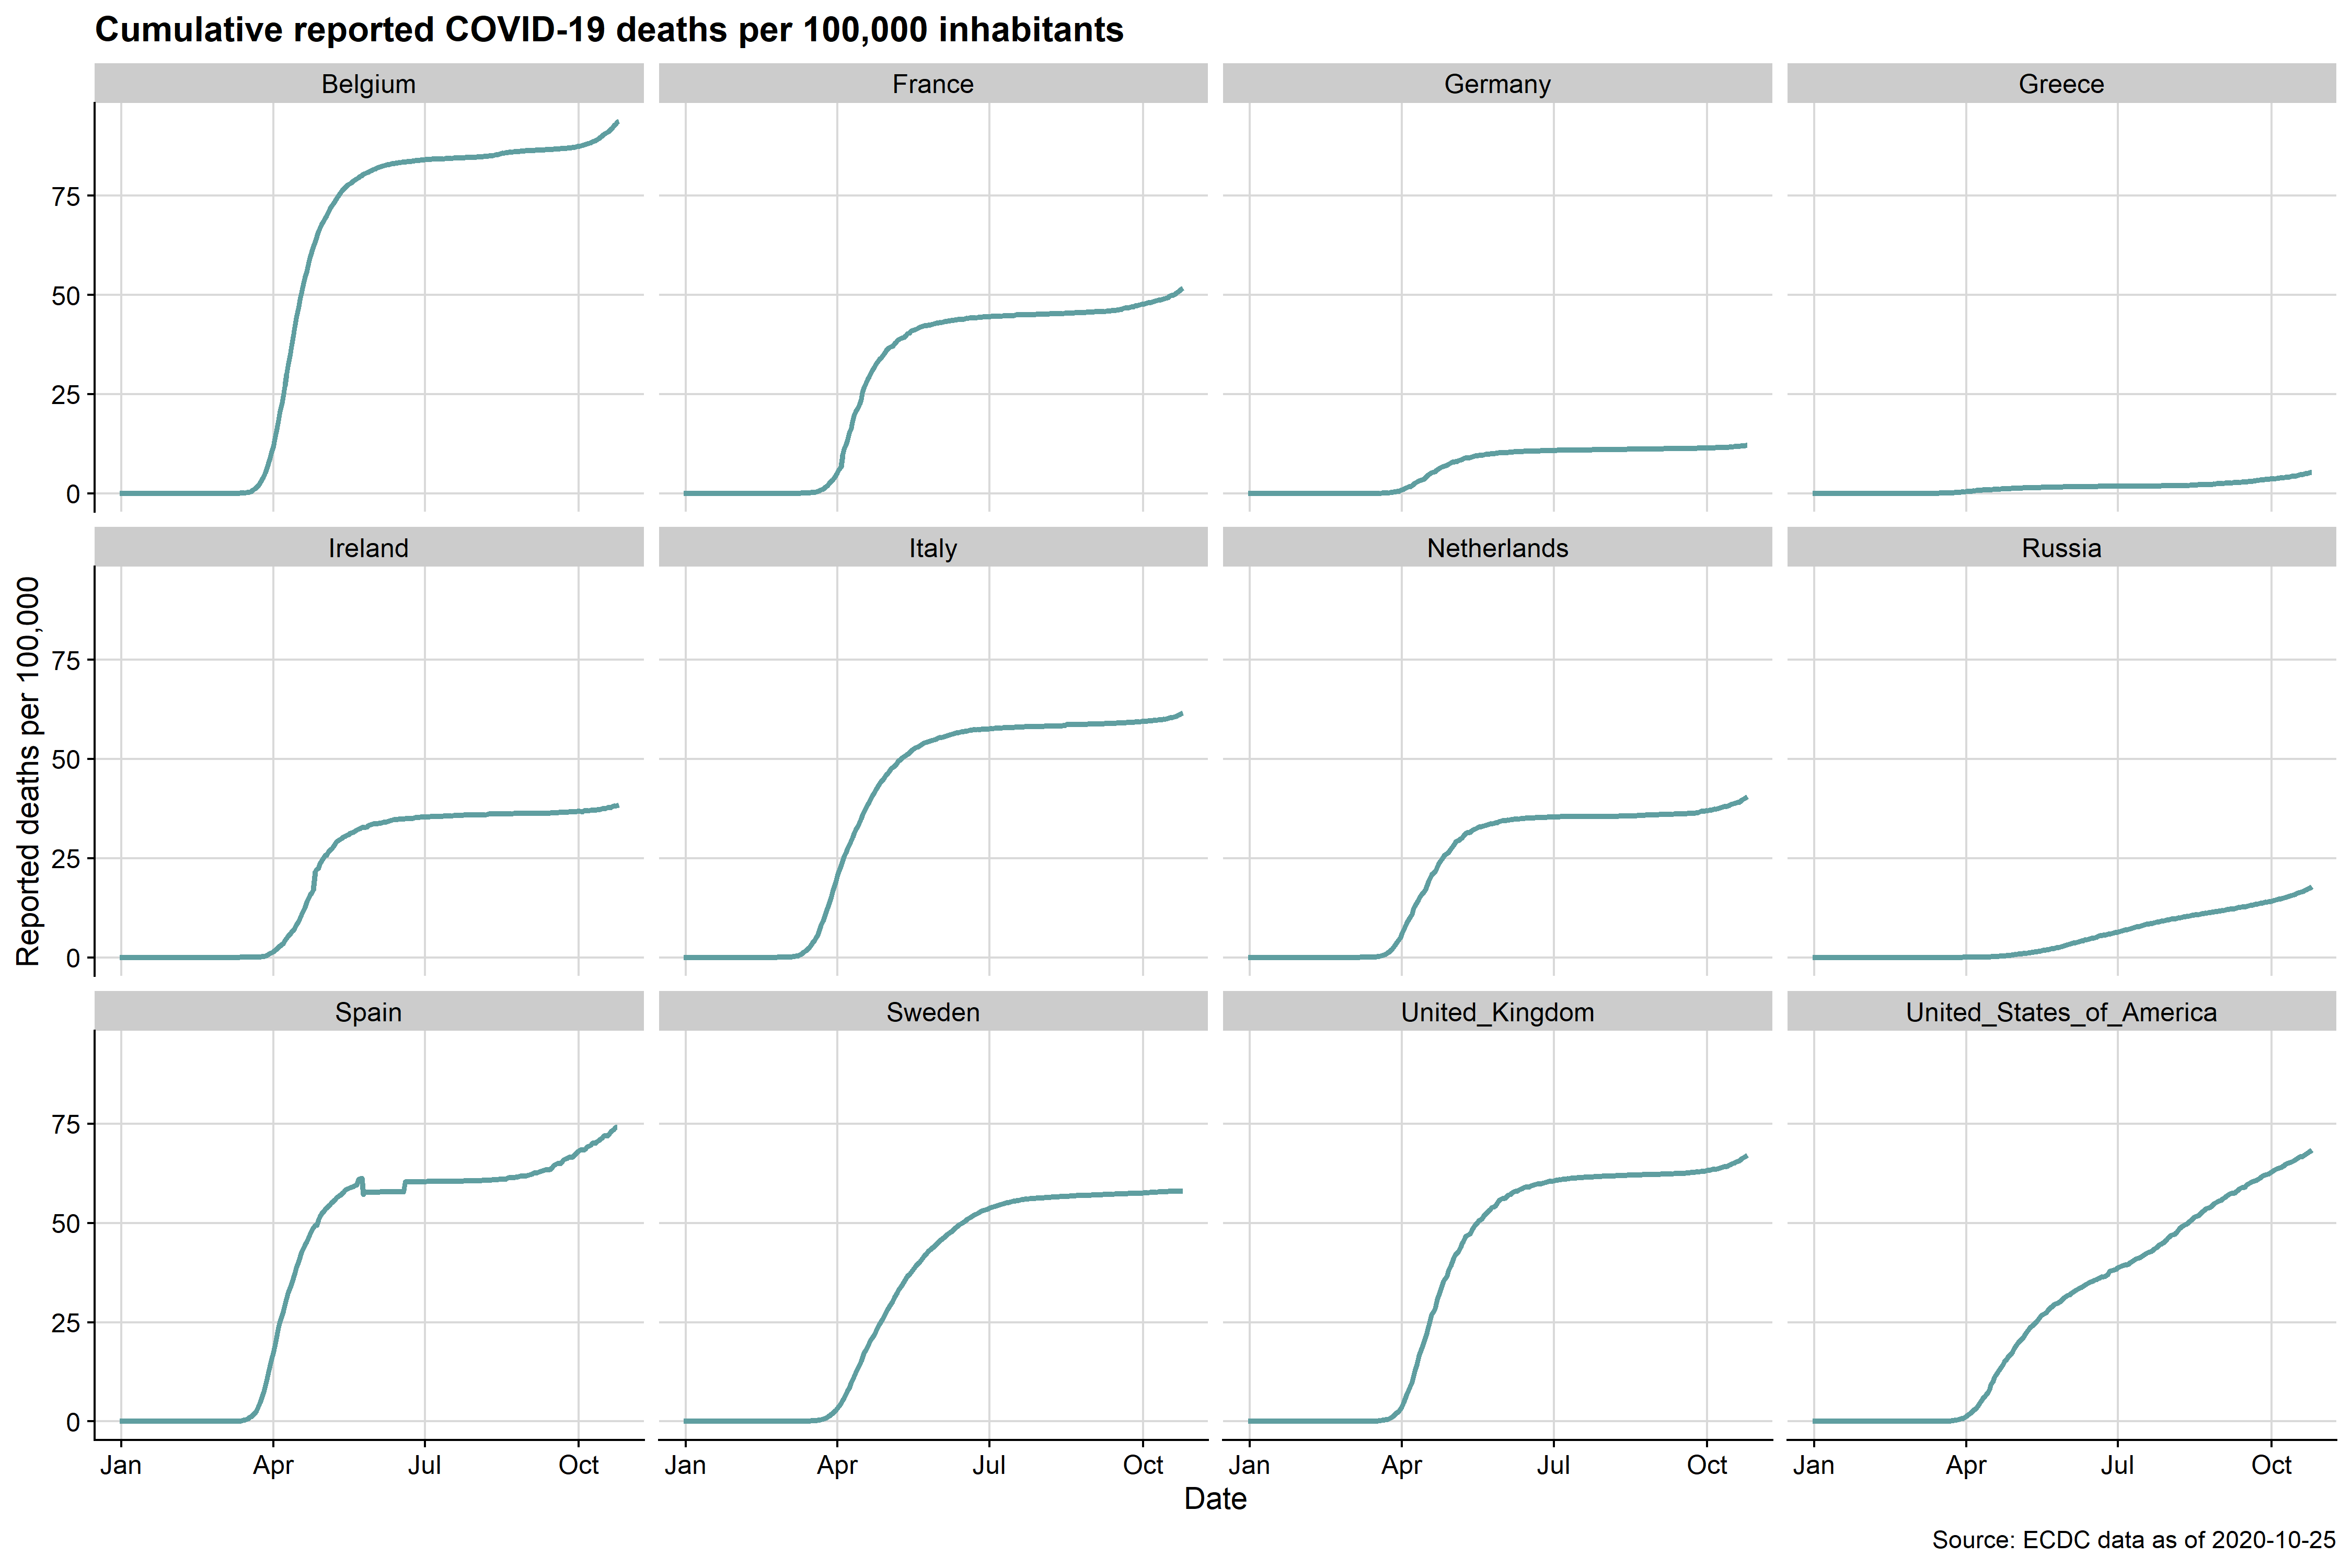 Cumulative reported COVID-19 deaths per 100,000 inhabitants
Belgium
France
Germany
Greece
75
50
25
0
Ireland
Italy
Netherlands
Russia
75
50
25
0
Reported deaths per 100,000
Spain
Sweden
United_Kingdom
United_States_of_America
75
50
25
0
Jan Apr Jul Oct
Jan Apr Jul Oct
Jan Apr Jul Oct
Jan Apr Jul Oct
Date
Source: ECDC data as of 2020-10-25